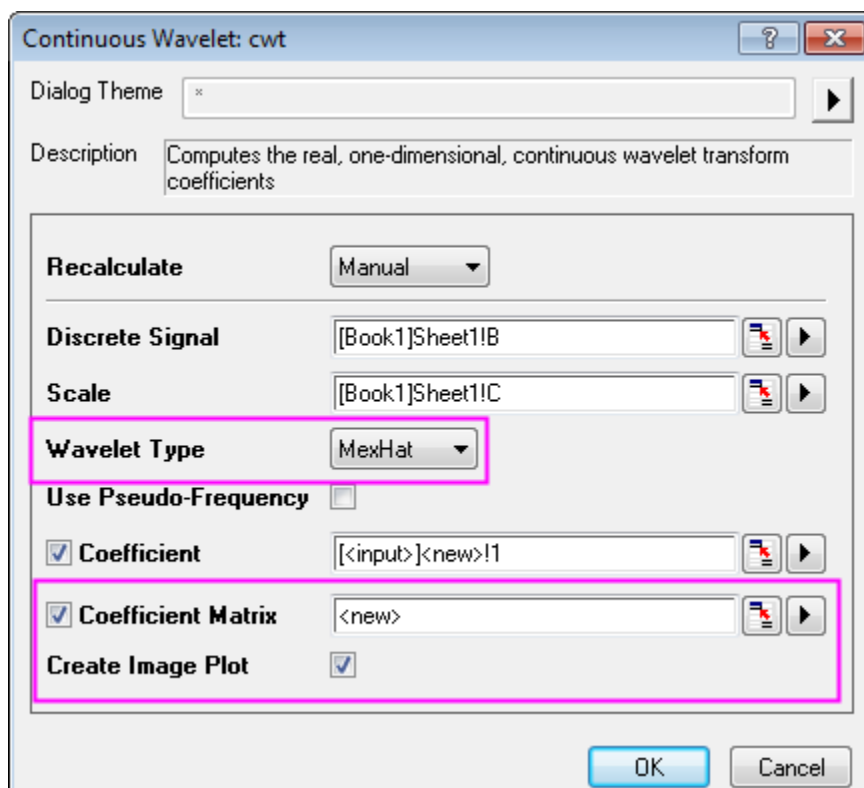 Continuous Wavelet: cwt
Dialog Theme *
Description Computes the real, one-dimensional, continuous wavelet transform
coefficients
Recalculate Manual
Discrete Signal [Book1]Sheet1!B
Scale [Book1]Sheet1!C
Wavelet Type MexHat
Use Pseudo-Frequency
Coefficient [<input>]<new>!1
Coefficient Matrix <new>
Create Image Plot
OK Cancel